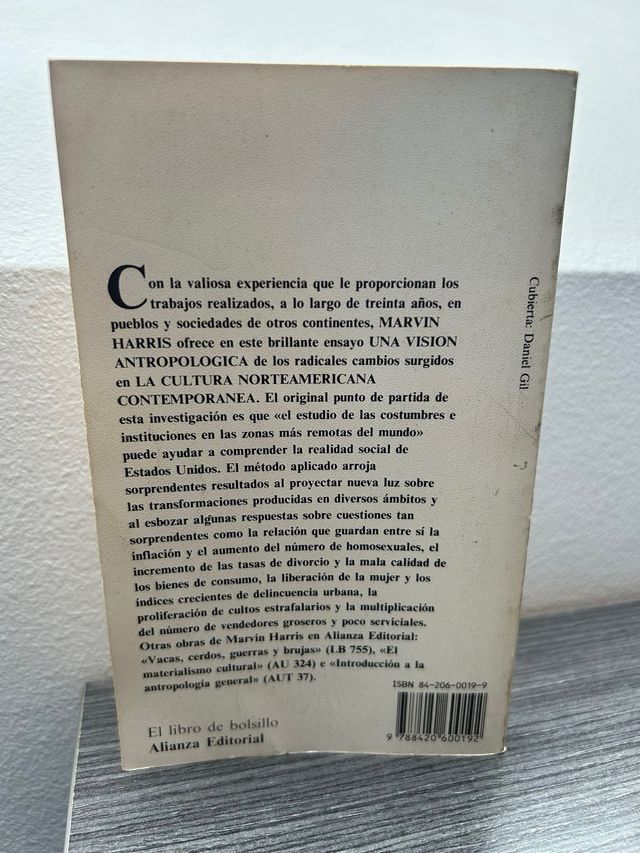 Con la valiosa experiencia que le proporcionan los
trabajos realizados, a lo largo de treinta años, en
pueblos y sociedades de otros continentes, MARVIN
HARRIS ofrece en este brillante ensayo UNA VISION
ANTROPOLOGICA de los radicales cambios surgidos
en LA CULTURA NORTEAMERICANA
CONTEMPORANEA. El original punto de partida de
esta investigación es que «el estudio de las costumbres e
instituciones en las zonas más remotas del mundo»
puede ayudar a comprender la realidad social de
Estados Unidos. El método aplicado arroja
sorprendentes resultados al proyectar nueva luz sobre
las transformaciones producidas en diversos ámbitos y
al esbozar algunas respuestas sobre cuestiones tan
sorprendentes como la relación que guardan entre sí la
inflación y el aumento del número de homosexuales, el
incremento de las tasas de divorcio y la mala calidad de
los bienes de consumo, la liberación de la mujer y los
índices crecientes de delincuencia urbana, la
proliferación de cultos estrafalarios y la multiplicación
del número de vendedores groseros y poco serviciales.
Otras obras de Marvin Harris en Alianza Editorial:
«Vacas, cerdos, guerras y brujas» (LB 755), «El
materialismo cultural» (AU 324) e «Introducción a la
antropología general» (AUT 37).
El libro de bolsillo
Alianza Editorial
ISBN 84-206-0019-9
9 788420 600192
Cubierta: Daniel Gil